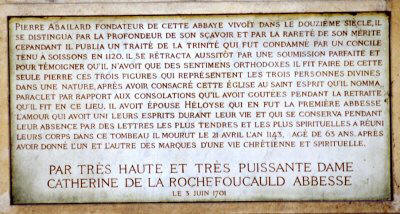 PIERRE ABAILLARD FONDATEUR DE CETTE ABBAYE VIVOIT DANS LE DOUZIEME SIECLE, IL
SE DISTINGUA PAR LA PROFONDEUR DE SON SÇAVOIR ET PAR LA RARETÉ DE SON MÉRITE
CEPENDANT IL PUBLIA UN TRAITÉ DE LA TRINITÉ QUI FUT CONDAMNÉ PAR UN CONCILE
TENU A SOISSONS EN 1120. IL SE RÉTRACTA AUSSITÔT PAR UNE SOUMISSION PARFAITE ET
POUR TÉMOIGNER QU'IL N'AVOIT QUE DES SENTIMENS ORTHODOXES IL FIT FAIRE DE CETTE
SEULE PIERRE CES TROIS FIGURES QUI REPRÉSENTENT LES TROIS PERSONNES DIVINES
DANS UNE NATURE, APRÈS AVOIR CONSACRÉ CETTE ÉGLISE AU SAINT ESPRIT QU'IL NOMMA
PARACLET PAR RAPPORT AUX CONSOLATIONS QU'IL AVOIT GOUTÉES PENDANT LA RETRAITE
QU'IL FIT EN CE LIEU. IL AVOIT ÉPOUSÉ HÉLOYSE QUI EN FUT LA PREMIÈRE ABBESSE
L'AMOUR QUI AVOIT UNI LEURS ESPRITS DURANT LEUR VIE ET QUI SE CONSERVA PENDANT
LEUR ABSENCE PAR DES LETTRES LES PLUS TENDRES ET LES PLUS SPIRITUELLES A RÉUNI
LEURS CORPS DANS CE TOMBEAU. IL MOURUT LE 21 AVRIL L'AN 1143, AGÉ DE 63 ANS, APRÈS
AVOIR DONNÉ L'UN ET L'AUTRE DES MARQUES D'UNE VIE CHRÉTIENNE ET SPIRITUELLE.
PAR TRÈS HAUTE ET TRÈS PUISSANTE DAME
CATHERINE DE LA ROCHEFOUCAULD ABBESSE
LE 3 JUIN 1701